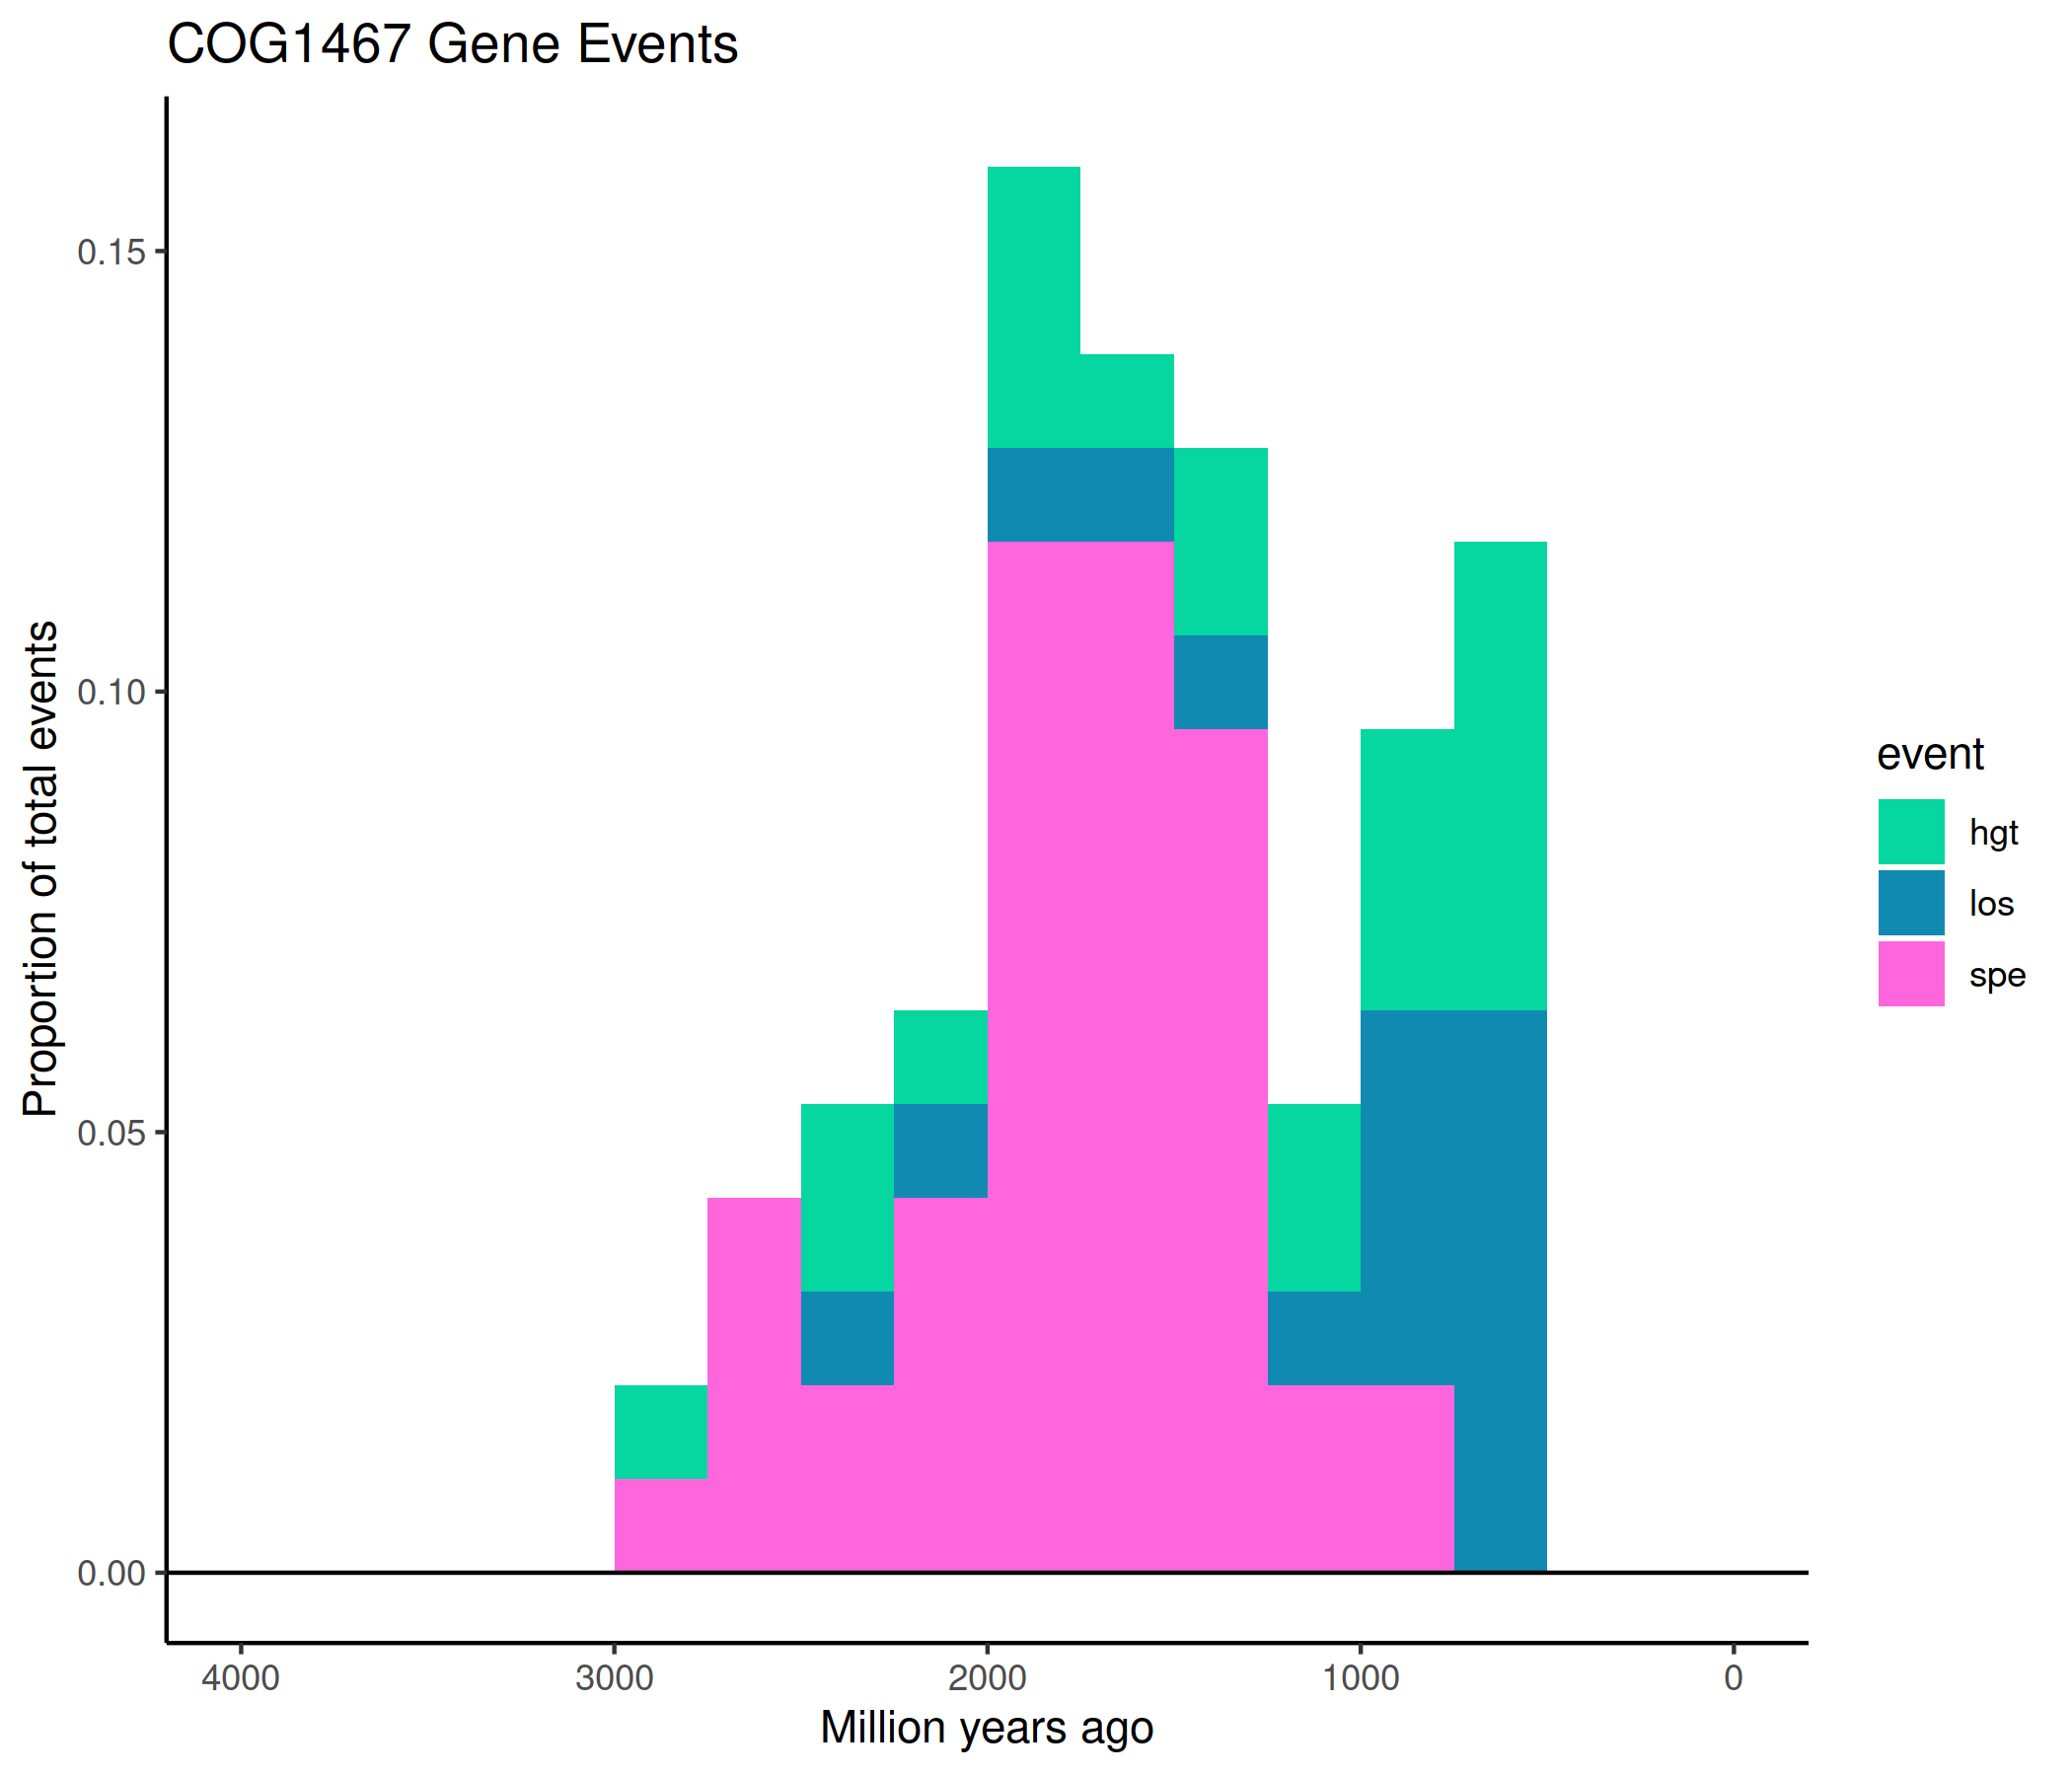 COG1467 Gene Events
Proportion of total events
0.15
0.10
0.05
0.00
4000 3000 2000 1000 0
Million years ago
event
hgt
los
spe